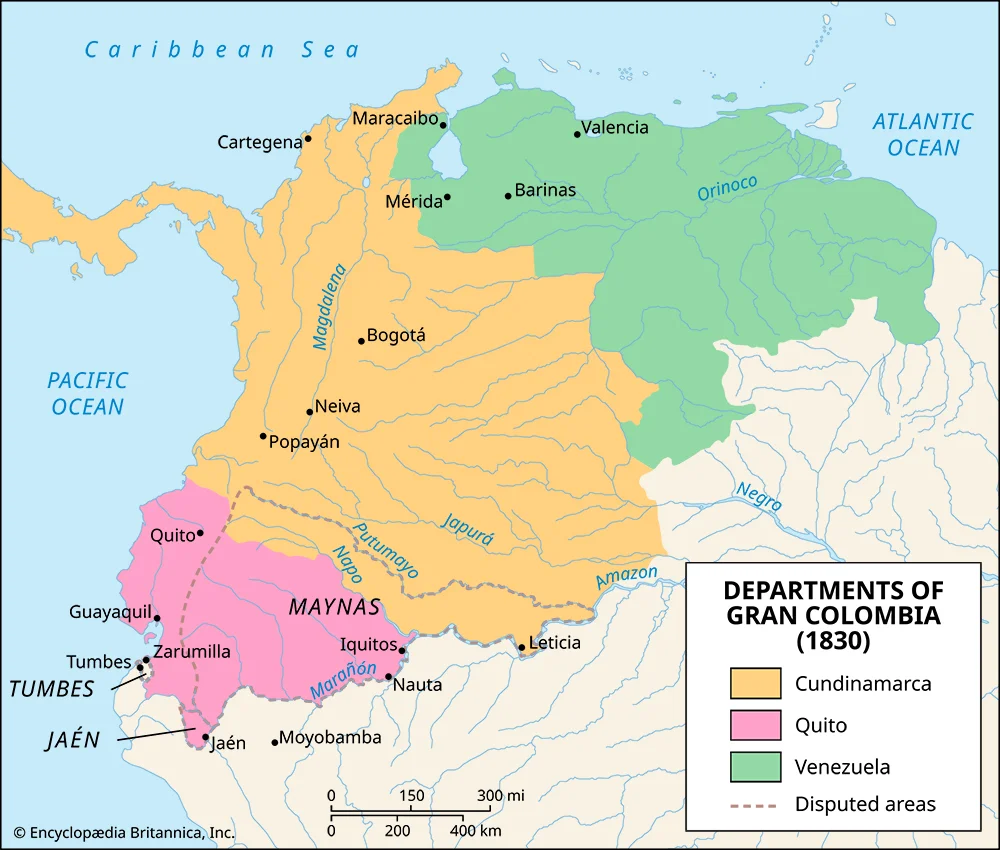 Caribbean Sea
ATLANTIC
OCEAN
Maracaibo
Valencia
Cartegena
Orinoco
Mérida
Barinas
Magdalena
Bogotá
PACIFIC
OCEAN
Neiva
Popayán
Negro
Japurá
Quito
Putumayo
Napo
Amazon
MAYNAS
Guayaquil
Iquitos
Leticia
Zarumilla
Tumbes
TUMBES
Marañón
Nauta
JAÉN
Jaén
Moyobamba
DEPARTMENTS OF
GRAN COLOMBIA
(1830)
Cundinamarca
Quito
Venezuela
Disputed areas
0 150 300 mi
0 200 400 km
© Encyclopædia Britannica, Inc.